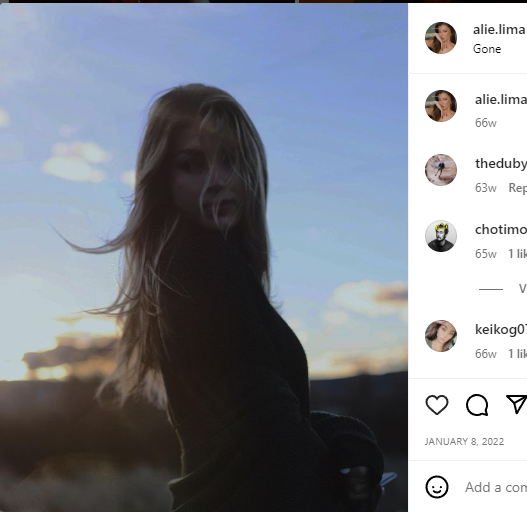 alie.lima
Gone
alie.lima
66w
theduby
63w Rep
chotimo
65w 1 lik
V
keikog0
66w 1 lik
JANUARY 8, 2022
Add a com